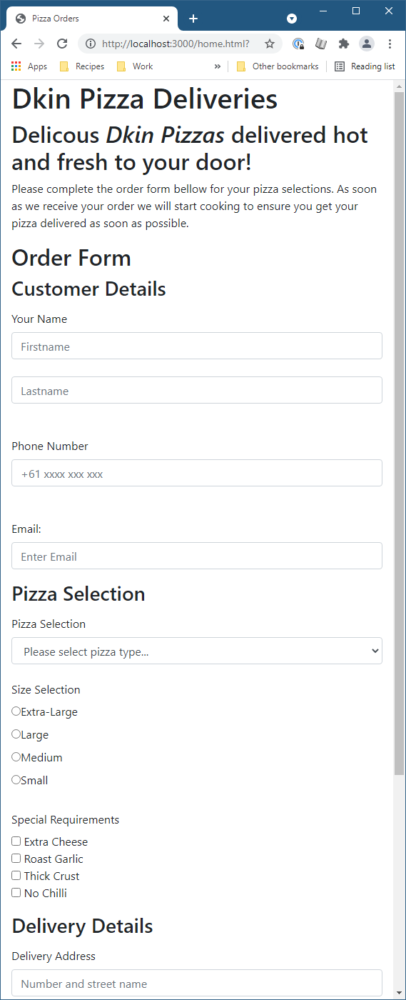 Pizza Orders
http://localhost:3000/home.html?
Apps
Recipes
Work
»
Other bookmarks
Reading list
Dkin Pizza Deliveries
Delicous Dkin Pizzas delivered hot
and fresh to your door!
Please complete the order form bellow for your pizza selections. As soon
as we receive your order we will start cooking to ensure you get your
pizza delivered as soon as possible.
Order Form
Customer Details
Your Name
Firstname
Lastname
Phone Number
+61 xxxx xxx xxx
Email:
Enter Email
Pizza Selection
Pizza Selection
Please select pizza type...
Size Selection
Extra-Large
Large
Medium
Small
Special Requirements
Extra Cheese
Roast Garlic
Thick Crust
No Chilli
Delivery Details
Delivery Address
Number and street name